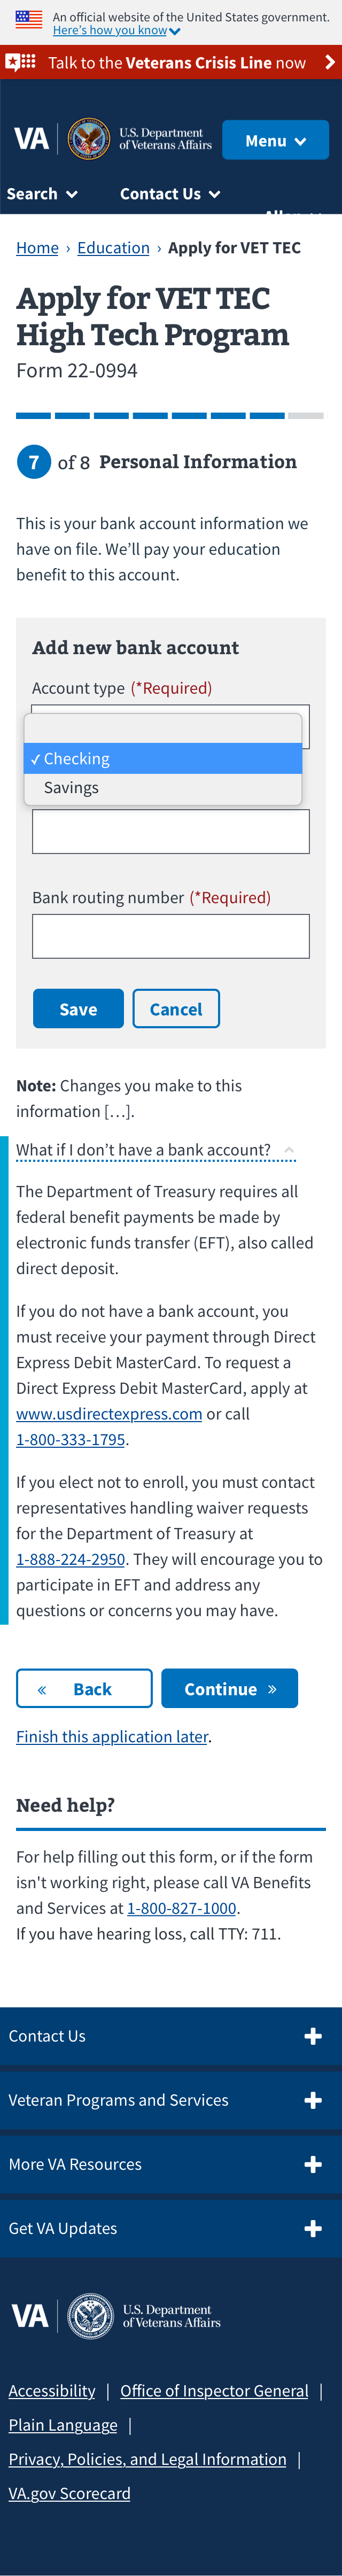 An official website of the United States government.
Here's how you know
Talk to the Veterans Crisis Line now
VA
U.S. Department
of Veterans Affairs
Menu
Search
Contact Us
Home › Education › Apply for VET TEC
Apply for VET TEC
High Tech Program
Form 22-0994
7 of 8 Personal Information
This is your bank account information we
have on file. We'll pay your education
benefit to this account.
Add new bank account
Account type (*Required)
✓ Checking
Savings
Bank routing number (*Required)
Save
Cancel
Note: Changes you make to this
information [...].
What if I don't have a bank account?
The Department of Treasury requires all
federal benefit payments be made by
electronic funds transfer (EFT), also called
direct deposit.
If you do not have a bank account, you
must receive your payment through Direct
Express Debit MasterCard. To request a
Direct Express Debit MasterCard, apply at
www.usdirectexpress.com or call
1-800-333-1795.
If you elect not to enroll, you must contact
representatives handling waiver requests
for the Department of Treasury at
1-888-224-2950. They will encourage you to
participate in EFT and address any
questions or concerns you may have.
« Back
Continue »
Finish this application later.
Need help?
For help filling out this form, or if the form
isn't working right, please call VA Benefits
and Services at 1-800-827-1000.
If you have hearing loss, call TTY: 711.
Contact Us
Veteran Programs and Services
More VA Resources
Get VA Updates
VA
U.S. Department
of Veterans Affairs
Accessibility | Office of Inspector General |
Plain Language |
Privacy, Policies, and Legal Information |
VA.gov Scorecard